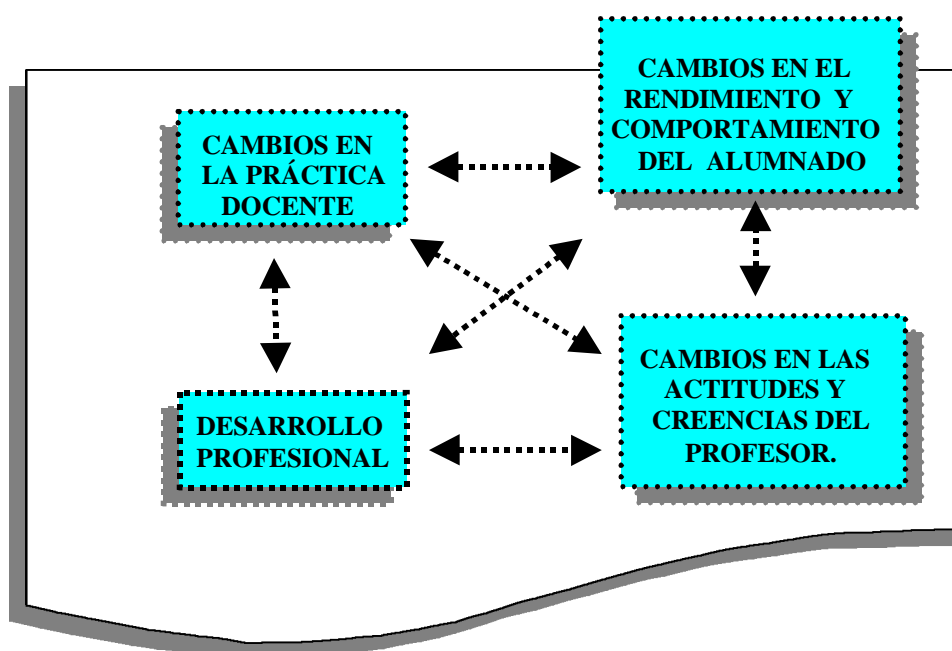 CAMBIOS EN EL
RENDIMIENTO Y
COMPORTAMIENTO
DEL ALUMNADO
CAMBIOS EN
LA PRÁCTICA
DOCENTE
CAMBIOS EN LAS
ACTITUDES Y
CREENCIAS DEL
PROFESOR.
DESARROLLO
PROFESIONAL